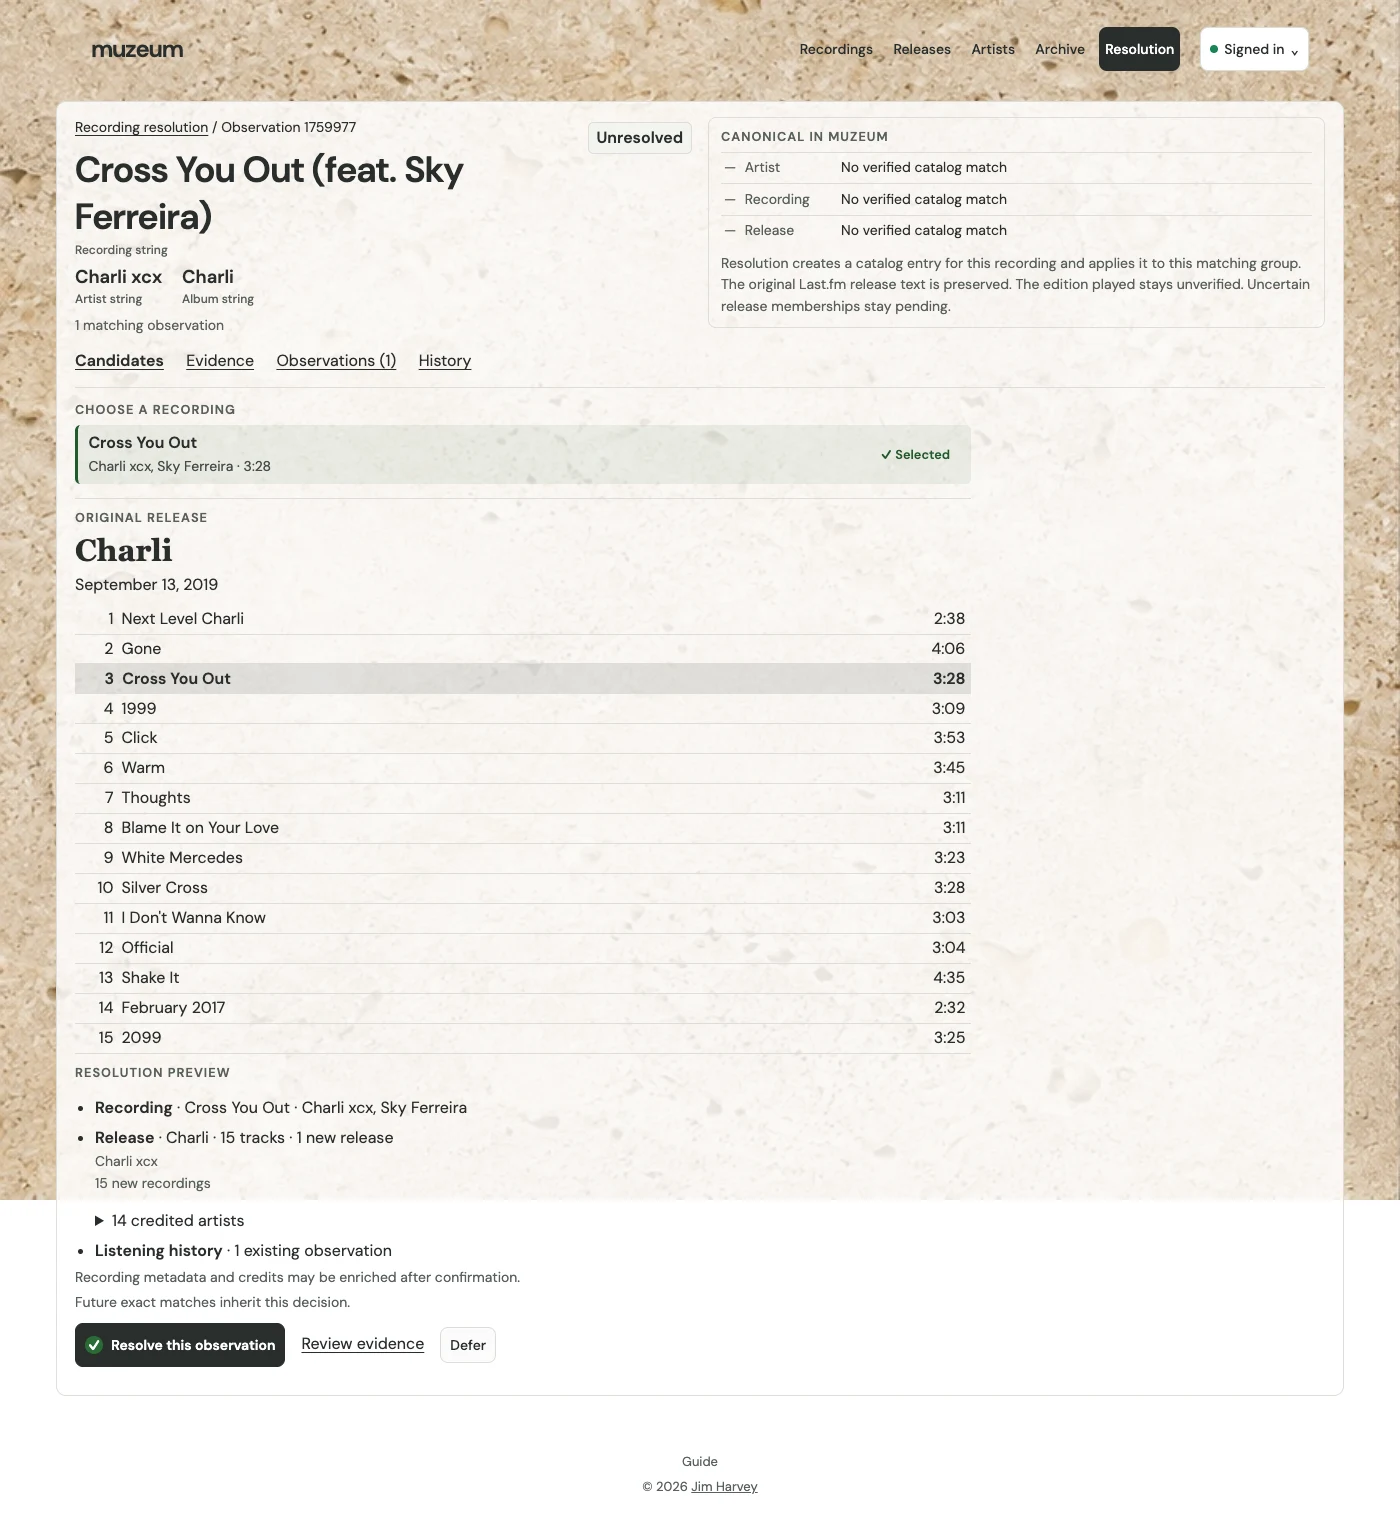 muzeum
Recordings Releases Artists Archive Resolution Signed in
Recording resolution / Observation 1759977
Unresolved
Cross You Out (feat. Sky
Ferreira)
Recording string
Charli xcx Charli
Artist string Album string
1 matching observation
CANONICAL IN MUZEUM
— Artist No verified catalog match
— Recording No verified catalog match
— Release No verified catalog match
Resolution creates a catalog entry for this recording and applies it to this matching group.
The original Last.fm release text is preserved. The edition played stays unverified. Uncertain
release memberships stay pending.
Candidates Evidence Observations (1) History
CHOOSE A RECORDING
Cross You Out
Charli xcx, Sky Ferreira · 3:28
✓ Selected
ORIGINAL RELEASE
Charli
September 13, 2019
1 Next Level Charli 2:38
2 Gone 4:06
3 Cross You Out 3:28
4 1999 3:09
5 Click 3:53
6 Warm 3:45
7 Thoughts 3:11
8 Blame It on Your Love 3:11
9 White Mercedes 3:23
10 Silver Cross 3:28
11 I Don't Wanna Know 3:03
12 Official 3:04
13 Shake It 4:35
14 February 2017 2:32
15 2099 3:25
RESOLUTION PREVIEW
• Recording · Cross You Out · Charli xcx, Sky Ferreira
• Release · Charli · 15 tracks · 1 new release
Charli xcx
15 new recordings
▶ 14 credited artists
• Listening history · 1 existing observation
Recording metadata and credits may be enriched after confirmation.
Future exact matches inherit this decision.
Resolve this observation Review evidence Defer
Guide
© 2026 Jim Harvey